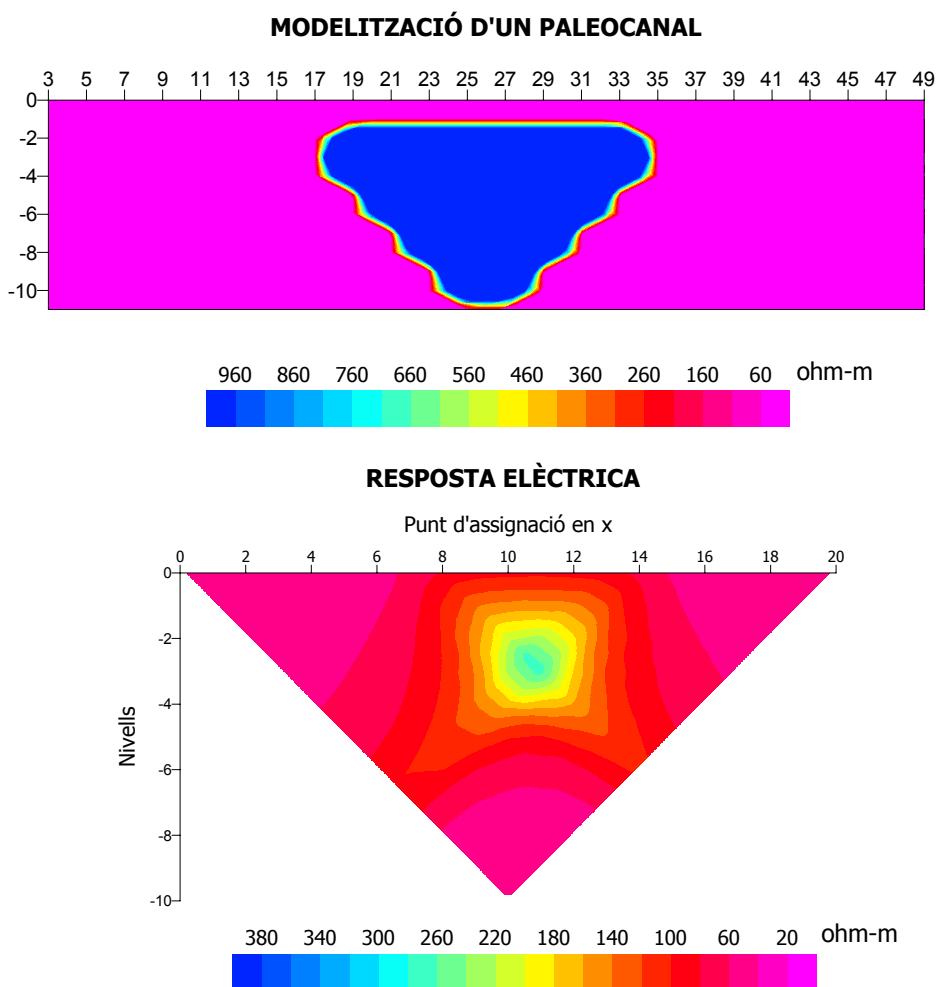 MODELITZACIÓ D'UN PALEOCANAL
3 5 7 9 11 13 15 17 19 21 23 25 27 29 31 33 35 37 39 41 43 45 47 49
0
-2
-4
-6
-8
-10
960 860 760 660 560 460 360 260 160 60 ohm-m
RESPOSTA ELÈCTRICA
Punt d'assignació en x
0 2 4 6 8 10 12 14 16 18 20
0
-2
-4
Nivells
-6
-8
-10
380 340 300 260 220 180 140 100 60 20 ohm-m